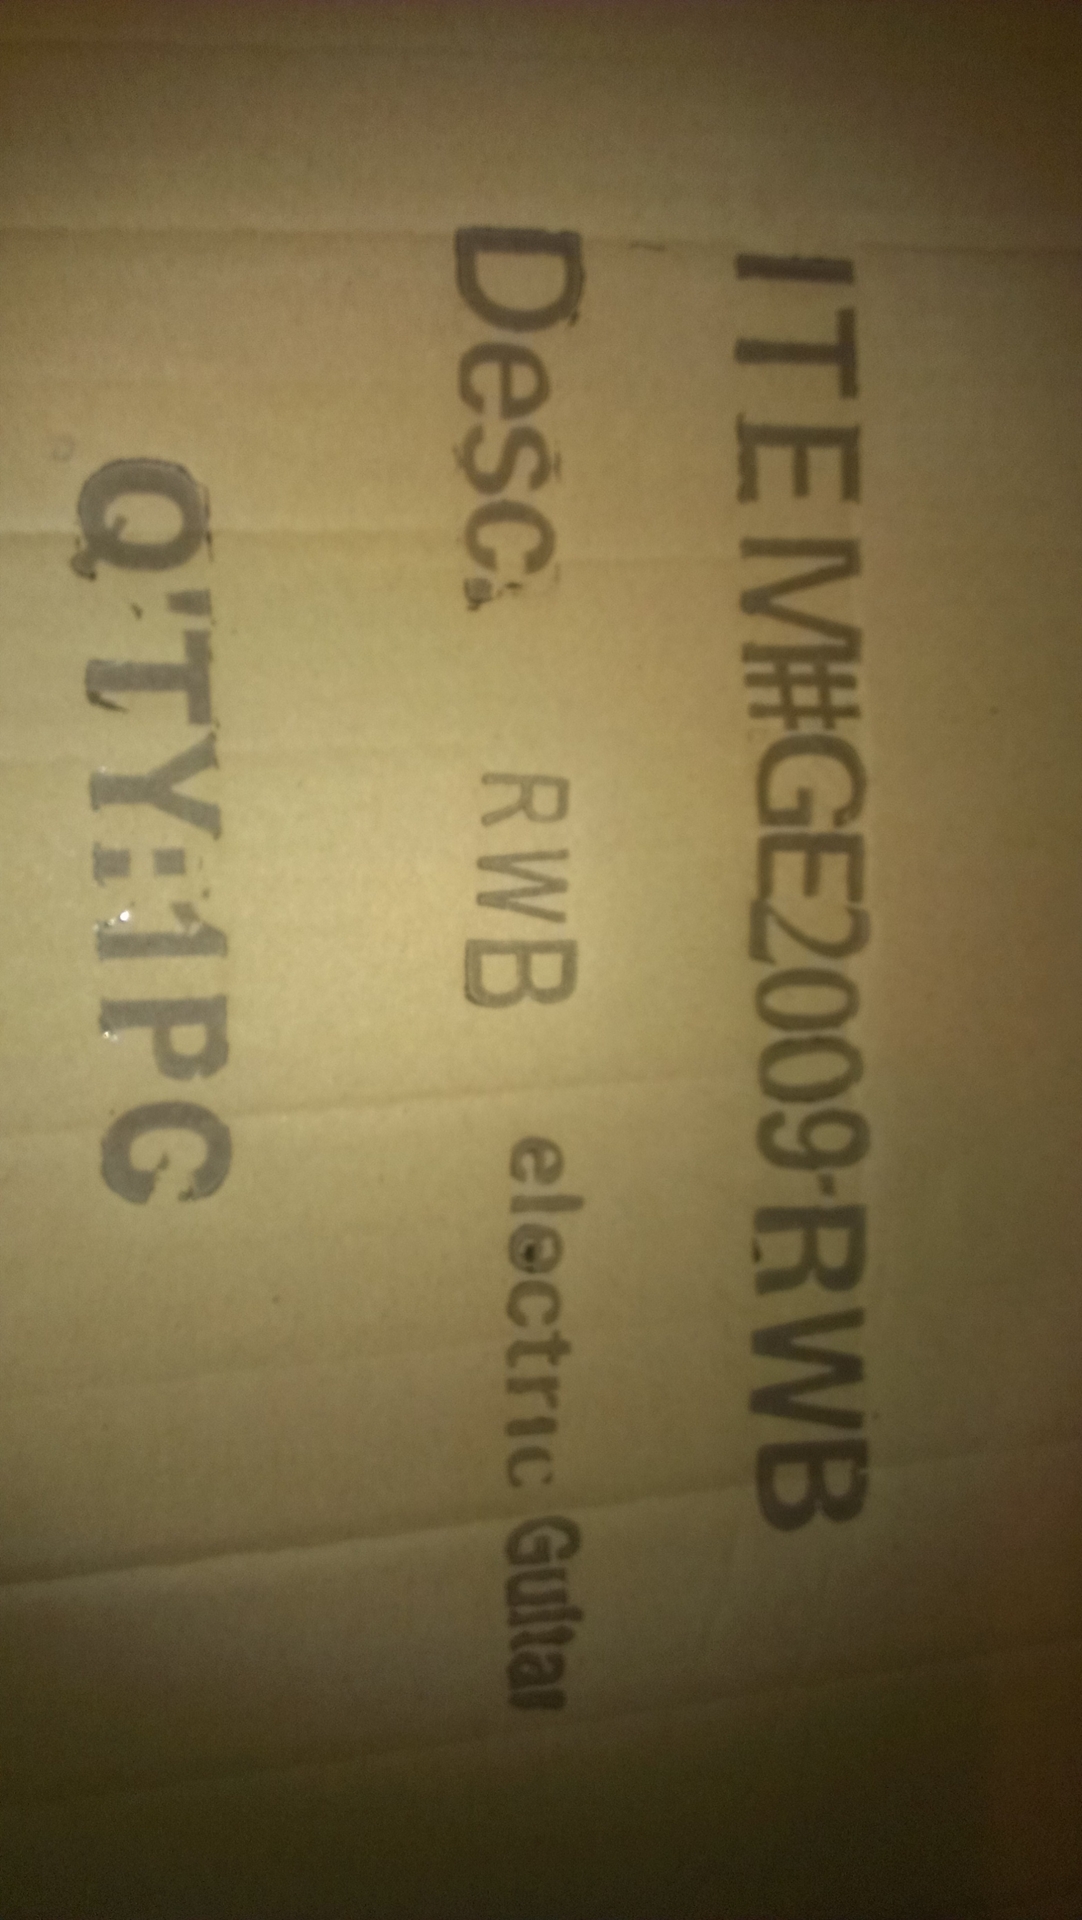 ITEM#GE2009-RWB
Desc. RWB electric Guitar
Q'TY:1PC